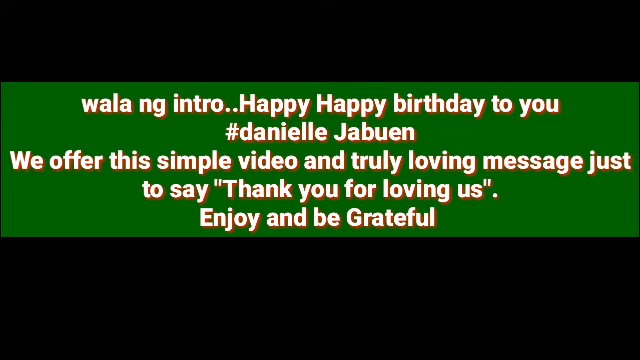 wala ng intro..Happy Happy birthday to you
#danielle Jabuen
We offer this simple video and truly loving message just
to say "Thank you for loving us".
Enjoy and be Grateful